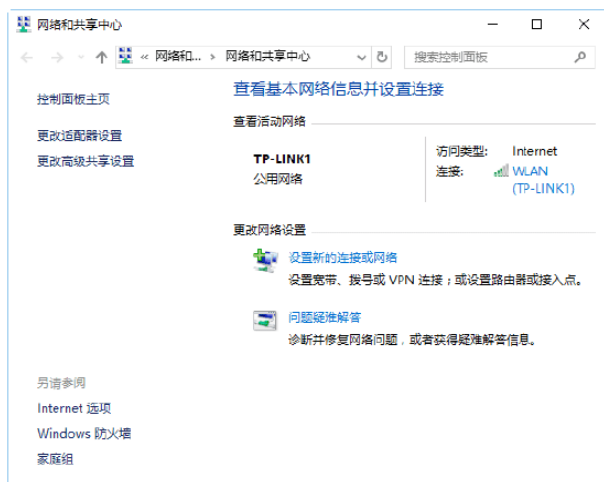 网络和共享中心
« 网络和... > 网络和共享中心
搜索控制面板
控制面板主页
更改适配器设置
更改高级共享设置
查看基本网络信息并设置连接
查看活动网络
TP-LINK1
公用网络
访问类型: Internet
连接: WLAN
(TP-LINK1)
更改网络设置
设置新的连接或网络
设置宽带、拨号或 VPN 连接；或设置路由器或接入点。
问题疑难解答
诊断并修复网络问题，或者获得疑难解答信息。
另请参阅
Internet 选项
Windows 防火墙
家庭组